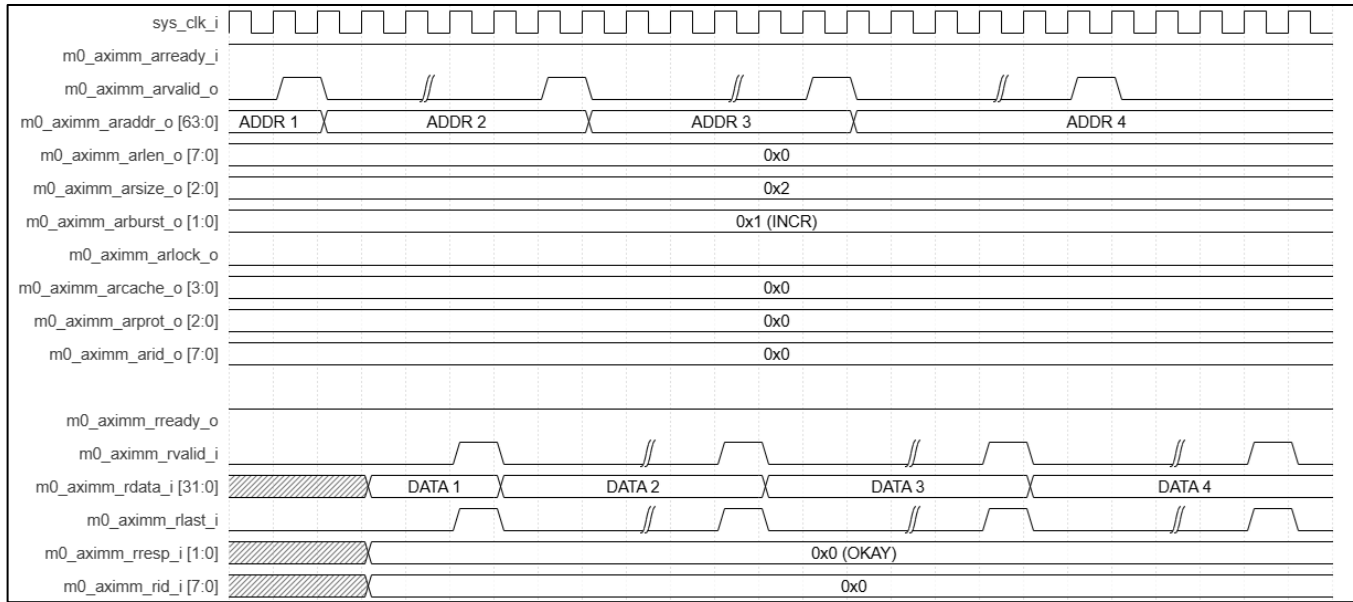 sys_clk_i
m0_aximm_arready_i
m0_aximm_arvalid_o
m0_aximm_araddr_o [63:0] ADDR 1 ADDR 2 ADDR 3 ADDR 4
m0_aximm_arlen_o [7:0] 0x0
m0_aximm_arsize_o [2:0] 0x2
m0_aximm_arburst_o [1:0] 0x1 (INCR)
m0_aximm_arlock_o
m0_aximm_arcache_o [3:0] 0x0
m0_aximm_arprot_o [2:0] 0x0
m0_aximm_arid_o [7:0] 0x0
m0_aximm_rready_o
m0_aximm_rvalid_i
m0_aximm_rdata_i [31:0] DATA 1 DATA 2 DATA 3 DATA 4
m0_aximm_rlast_i
m0_aximm_rresp_i [1:0] 0x0 (OKAY)
m0_aximm_rid_i [7:0] 0x0